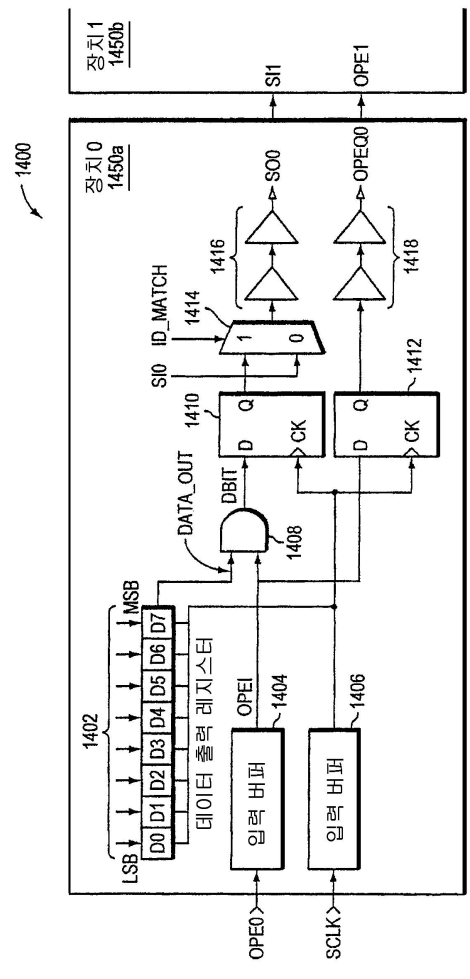 1400
장치 0
1450a
장치 1
1450b
1402
LSB
MSB
D0 D1 D2 D3 D4 D5 D6 D7
데이터 출력 레지스터
DATA_OUT
DBIT
1408
SI0
ID_MATCH
1410
D Q
CK
1414
1
0
1416
SO0
SI1
OPE0
입력 버퍼
1404
OPEI
SCLK
입력 버퍼
1406
D Q
CK
1412
1418
OPEQ0
OPE1